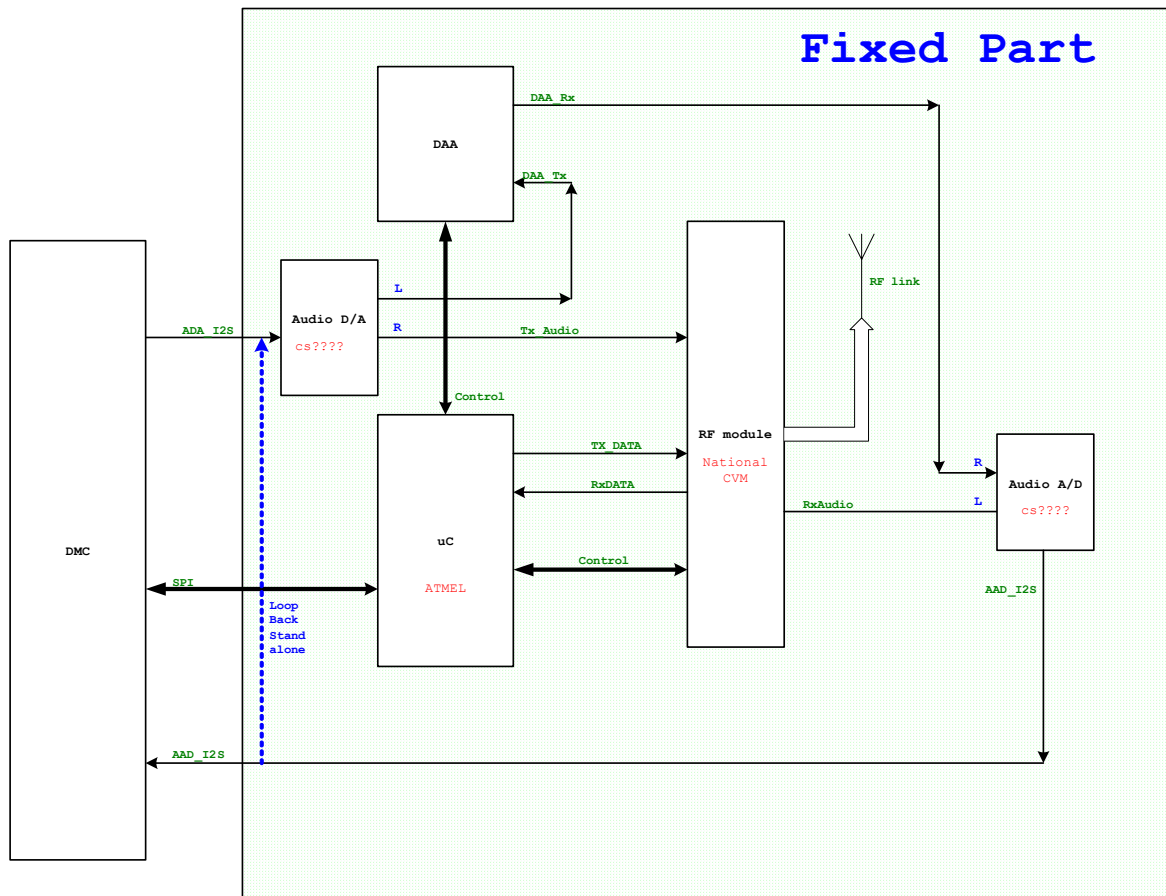 Fixed Part
DAA_Rx
DAA
DAA_Tx
RF link
L
Audio D/A
ADA_I2S
R
Tx_Audio
cs????
Control
TX_DATA
RF module
National
CVM
R
RxDATA
Audio A/D
RxAudio
L
cs????
uC
DMC
Control
SPI
ATMEL
AAD_I2S
Loop
Back
Stand
alone
AAD_I2S